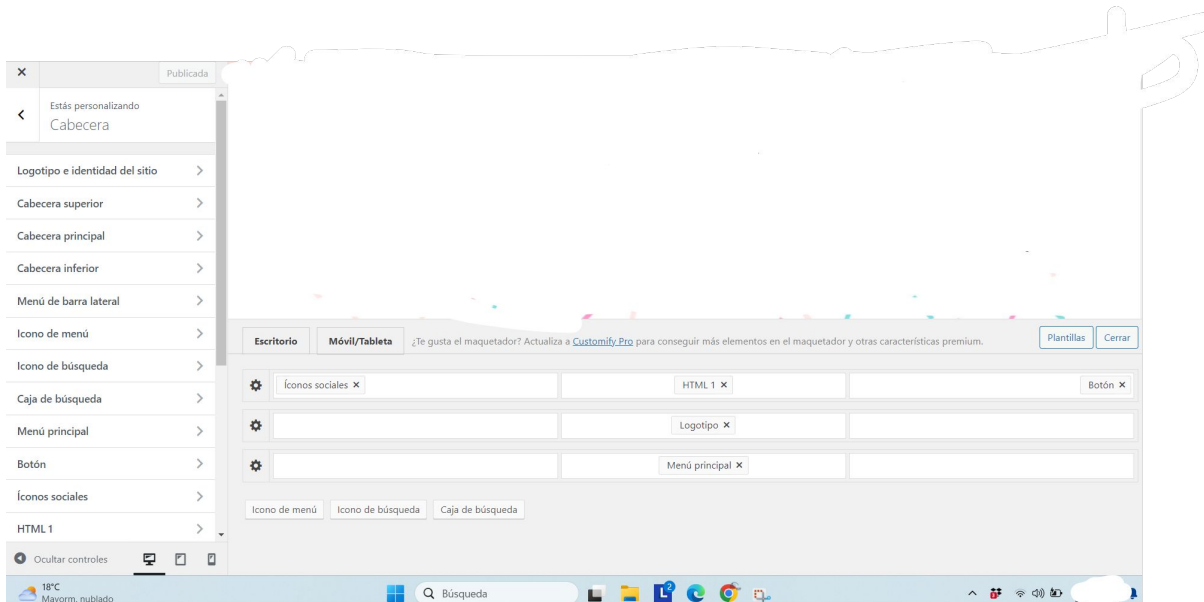 Publicada
Estás personalizando
Cabecera
Logotipo e identidad del sitio
Cabecera superior
Cabecera principal
Cabecera inferior
Menú de barra lateral
Icono de menú
Icono de búsqueda
Caja de búsqueda
Menú principal
Botón
Íconos sociales
HTML 1
Ocultar controles
Escritorio
Móvil/Tableta
¿Te gusta el maquetador? Actualiza a Customify Pro para conseguir más elementos en el maquetador y otras características premium.
Plantillas
Cerrar
Íconos sociales ×
HTML 1 ×
Botón ×
Logotipo ×
Menú principal ×
Icono de menú
Icono de búsqueda
Caja de búsqueda
18°C
Mayorm. nublado
Búsqueda